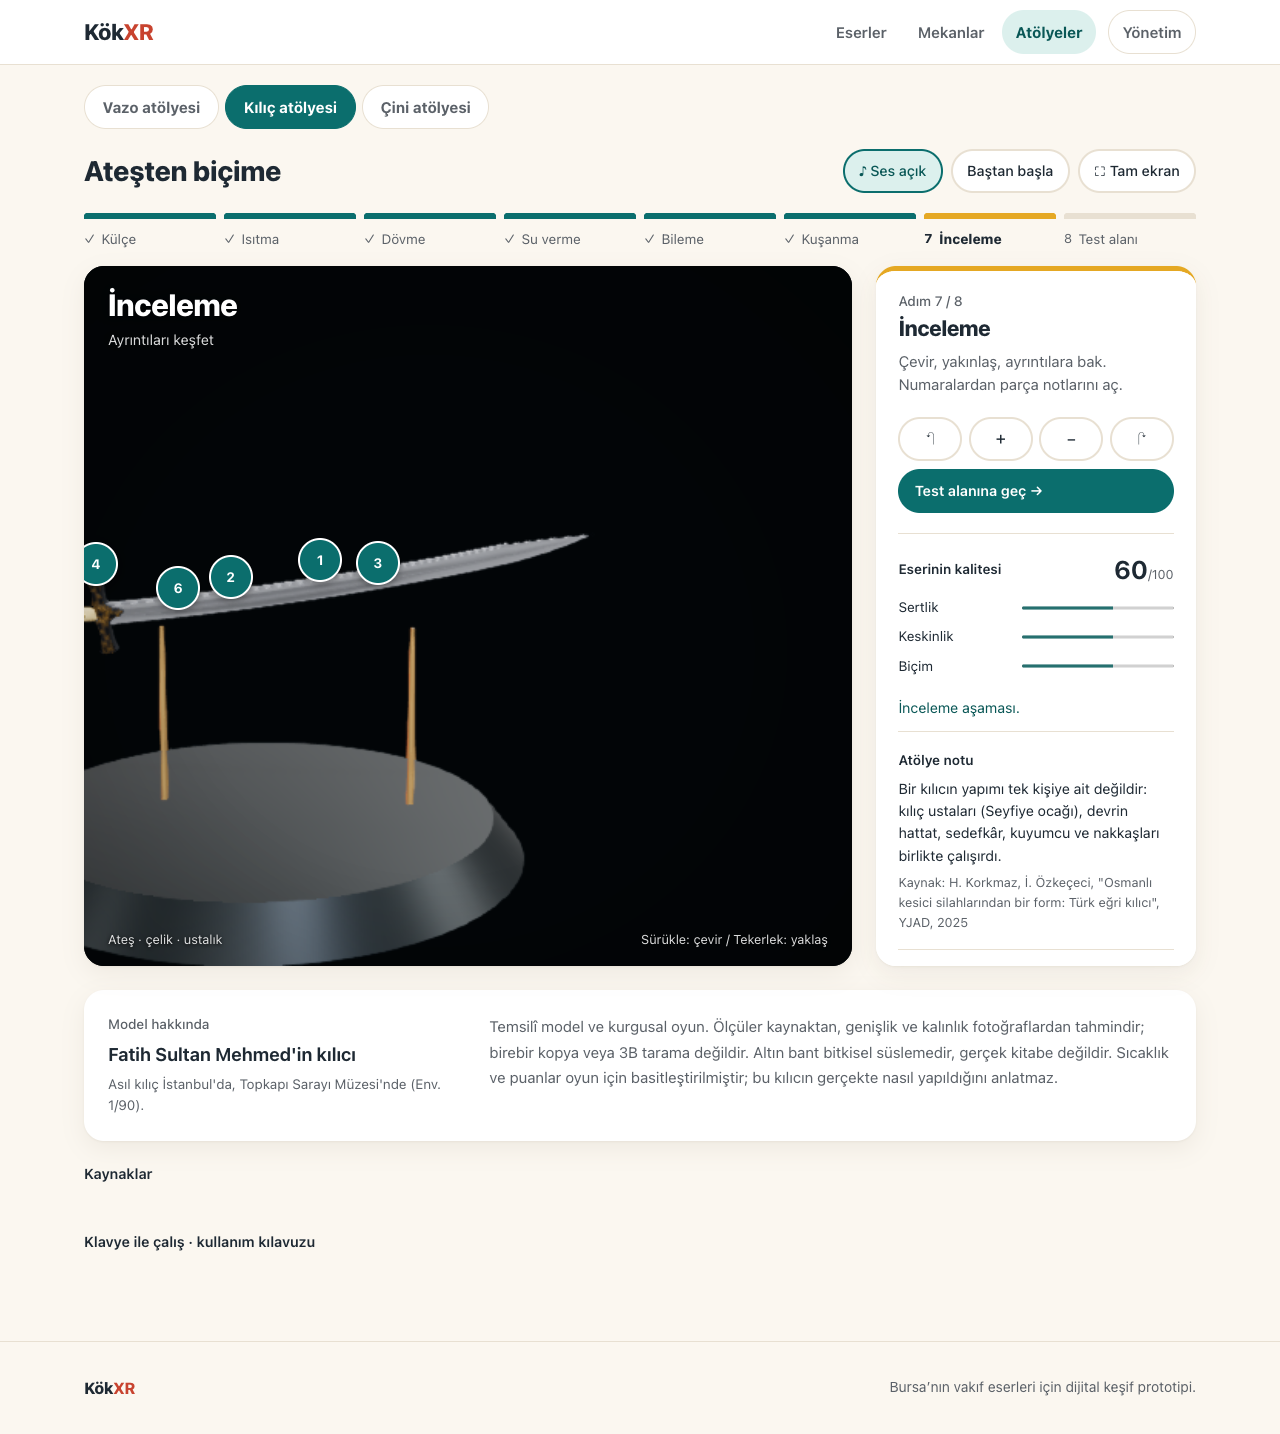 KökXR
Eserler
Mekanlar
Atölyeler
Yönetim
Vazo atölyesi
Kılıç atölyesi
Çini atölyesi
Ateşten biçime
♪ Ses açık
Baştan başla
⛶ Tam ekran
✓ Külçe
✓ Isıtma
✓ Dövme
✓ Su verme
✓ Bileme
✓ Kuşanma
7 İnceleme
8 Test alanı
İnceleme
Ayrıntıları keşfet
4
6
2
1
3
Ateş · çelik · ustalık
Sürükle: çevir / Tekerlek: yaklaş
Adım 7 / 8
İnceleme
Çevir, yakınlaş, ayrıntılara bak.
Numaralardan parça notlarını aç.
+
−
Test alanına geç →
Eserinin kalitesi
60/100
Sertlik
Keskinlik
Biçim
İnceleme aşaması.
Atölye notu
Bir kılıcın yapımı tek kişiye ait değildir:
kılıç ustaları (Seyfiye ocağı), devrin
hattat, sedefkâr, kuyumcu ve nakkaşları
birlikte çalışırdı.
Kaynak: H. Korkmaz, İ. Özkeçeci, "Osmanlı
kesici silahlarından bir form: Türk eğri kılıcı",
YJAD, 2025
Model hakkında
Fatih Sultan Mehmed'in kılıcı
Asıl kılıç İstanbul'da, Topkapı Sarayı Müzesi'nde (Env.
1/90).
Temsilî model ve kurgusal oyun. Ölçüler kaynaktan, genişlik ve kalınlık fotoğraflardan tahmindir;
birebir kopya veya 3B tarama değildir. Altın bant bitkisel süslemedir, gerçek kitabe değildir. Sıcaklık
ve puanlar oyun için basitleştirilmiştir; bu kılıcın gerçekte nasıl yapıldığını anlatmaz.
Kaynaklar
Klavye ile çalış · kullanım kılavuzu
KökXR
Bursa’nın vakıf eserleri için dijital keşif prototipi.